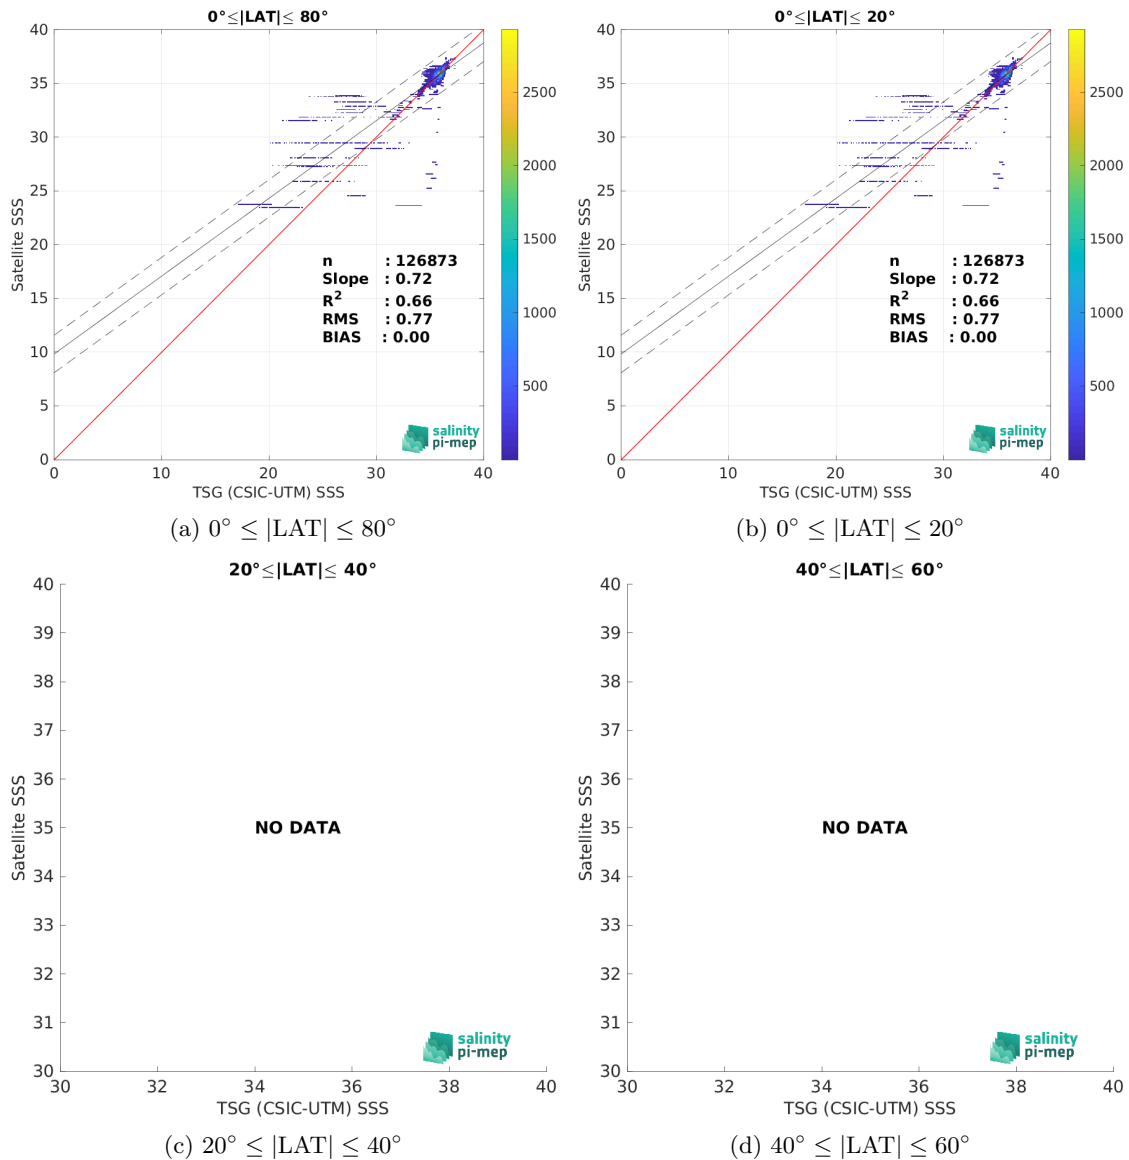 0°≤|LAT|≤ 80°
40
35
30
25
20
15
10
5
0
0
10
20
30
40
Satellite SSS
TSG (CSIC-UTM) SSS
n : 126873
Slope : 0.72
R² : 0.66
RMS : 0.77
BIAS : 0.00
salinity
pi-mep
2500
2000
1500
1000
500
(a) 0° ≤ |LAT| ≤ 80°
0°≤|LAT|≤ 20°
40
35
30
25
20
15
10
5
0
0
10
20
30
40
Satellite SSS
TSG (CSIC-UTM) SSS
n : 126873
Slope : 0.72
R² : 0.66
RMS : 0.77
BIAS : 0.00
salinity
pi-mep
2500
2000
1500
1000
500
(b) 0° ≤ |LAT| ≤ 20°
20°≤|LAT|≤ 40°
40
39
38
37
36
35
34
33
32
31
30
30
32
34
36
38
40
Satellite SSS
NO DATA
salinity
pi-mep
TSG (CSIC-UTM) SSS
(c) 20° ≤ |LAT| ≤ 40°
40°≤|LAT|≤ 60°
40
39
38
37
36
35
34
33
32
31
30
30
32
34
36
38
40
Satellite SSS
NO DATA
salinity
pi-mep
TSG (CSIC-UTM) SSS
(d) 40° ≤ |LAT| ≤ 60°